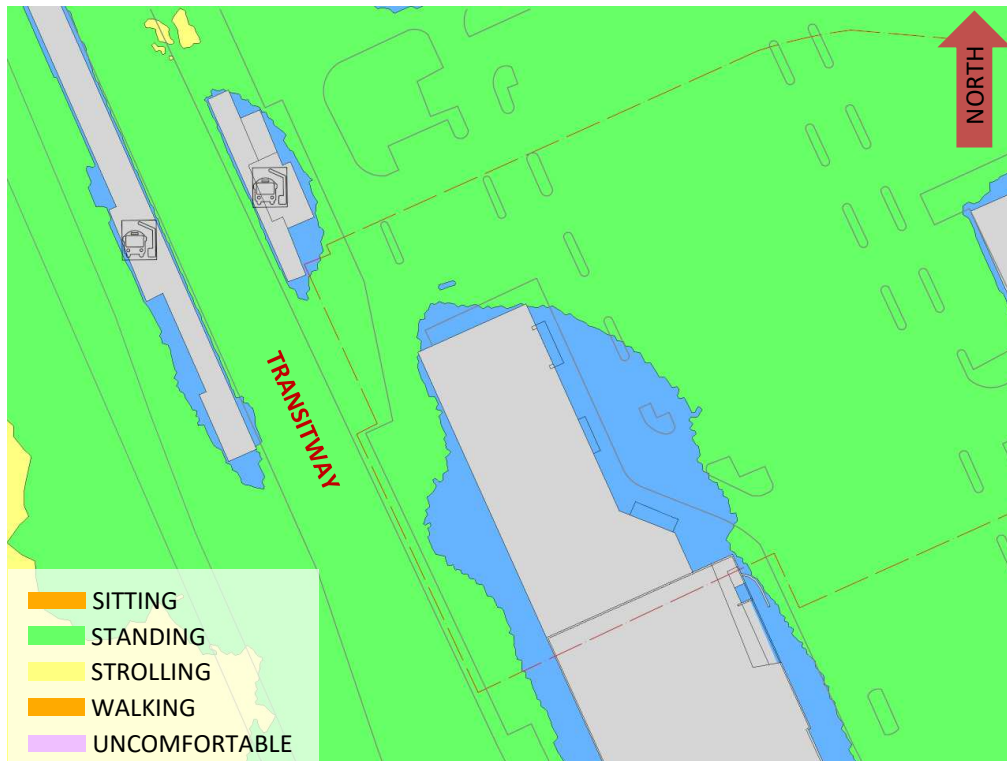 NORTH
TRANSITWAY
SITTING
STANDING
STROLLING
WALKING
UNCOMFORTABLE